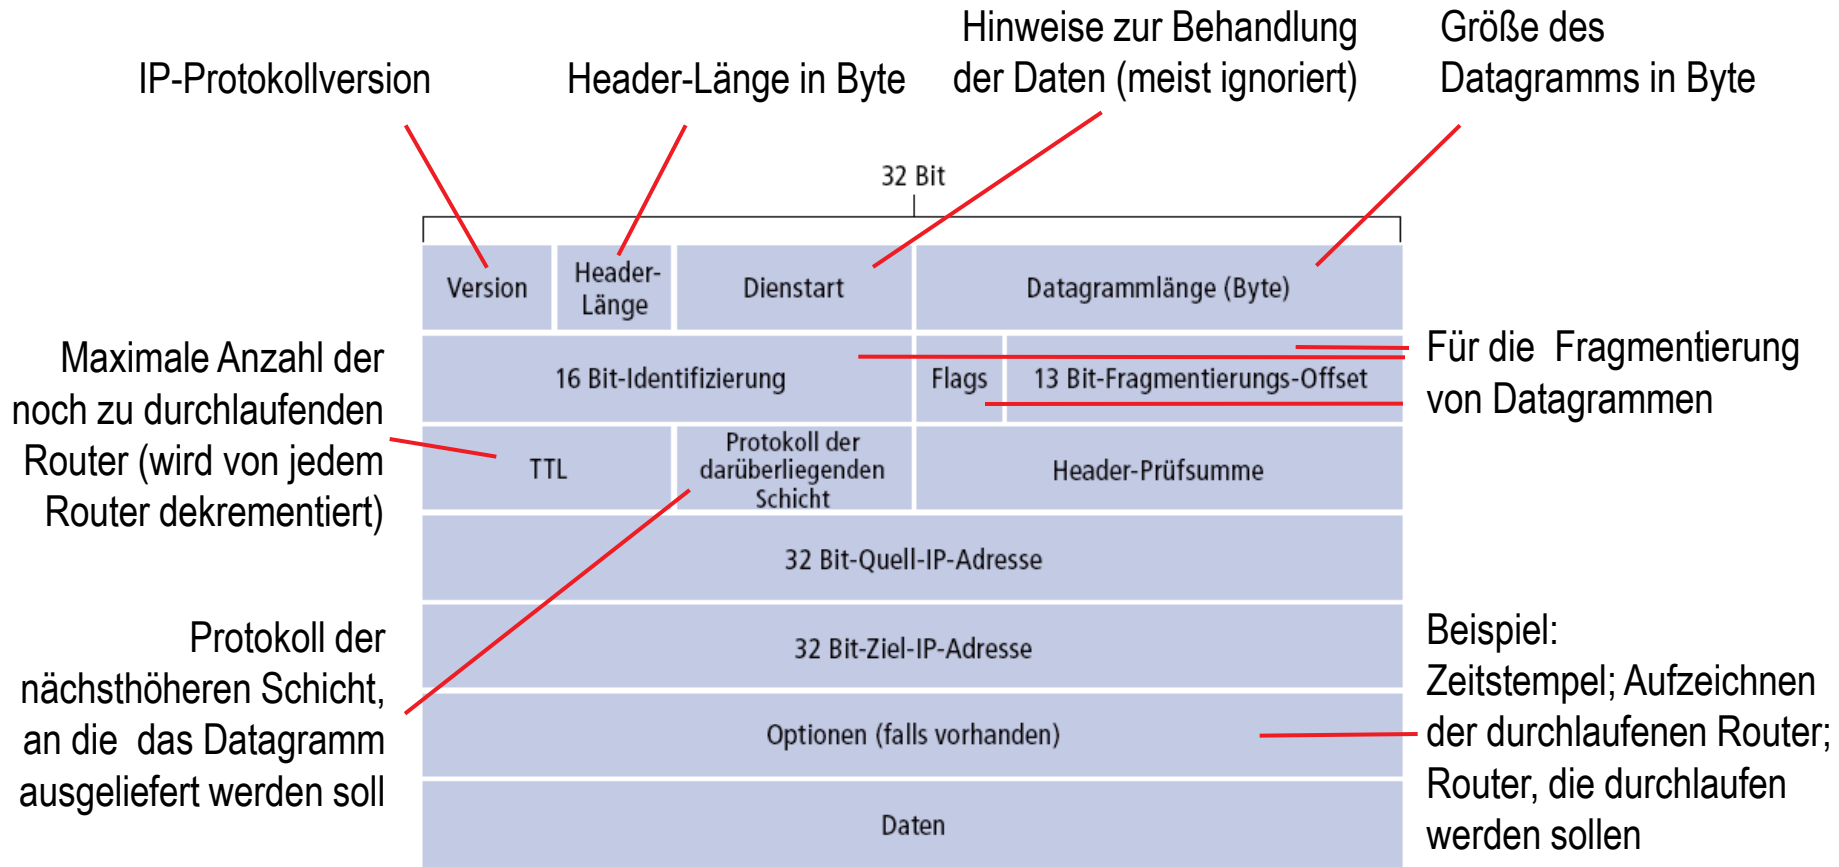 Hinweise zur Behandlung
der Daten (meist ignoriert)
Größe des
Datagramms in Byte
IP-Protokollversion
Header-Länge in Byte
32 Bit
Version
Header-
Länge
Dienstart
Datagrammlänge (Byte)
Maximale Anzahl der
noch zu durchlaufenden
Router (wird von jedem
Router dekrementiert)
16 Bit-Identifizierung
Flags
13 Bit-Fragmentierungs-Offset
Für die  Fragmentierung
von Datagrammen
TTL
Protokoll der
darüberliegenden
Schicht
Header-Prüfsumme
32 Bit-Quell-IP-Adresse
32 Bit-Ziel-IP-Adresse
Protokoll der
nächsthöheren Schicht,
an die  das Datagramm
ausgeliefert werden soll
Optionen (falls vorhanden)
Beispiel:
Zeitstempel; Aufzeichnen
der durchlaufenen Router;
Router, die durchlaufen
werden sollen
Daten